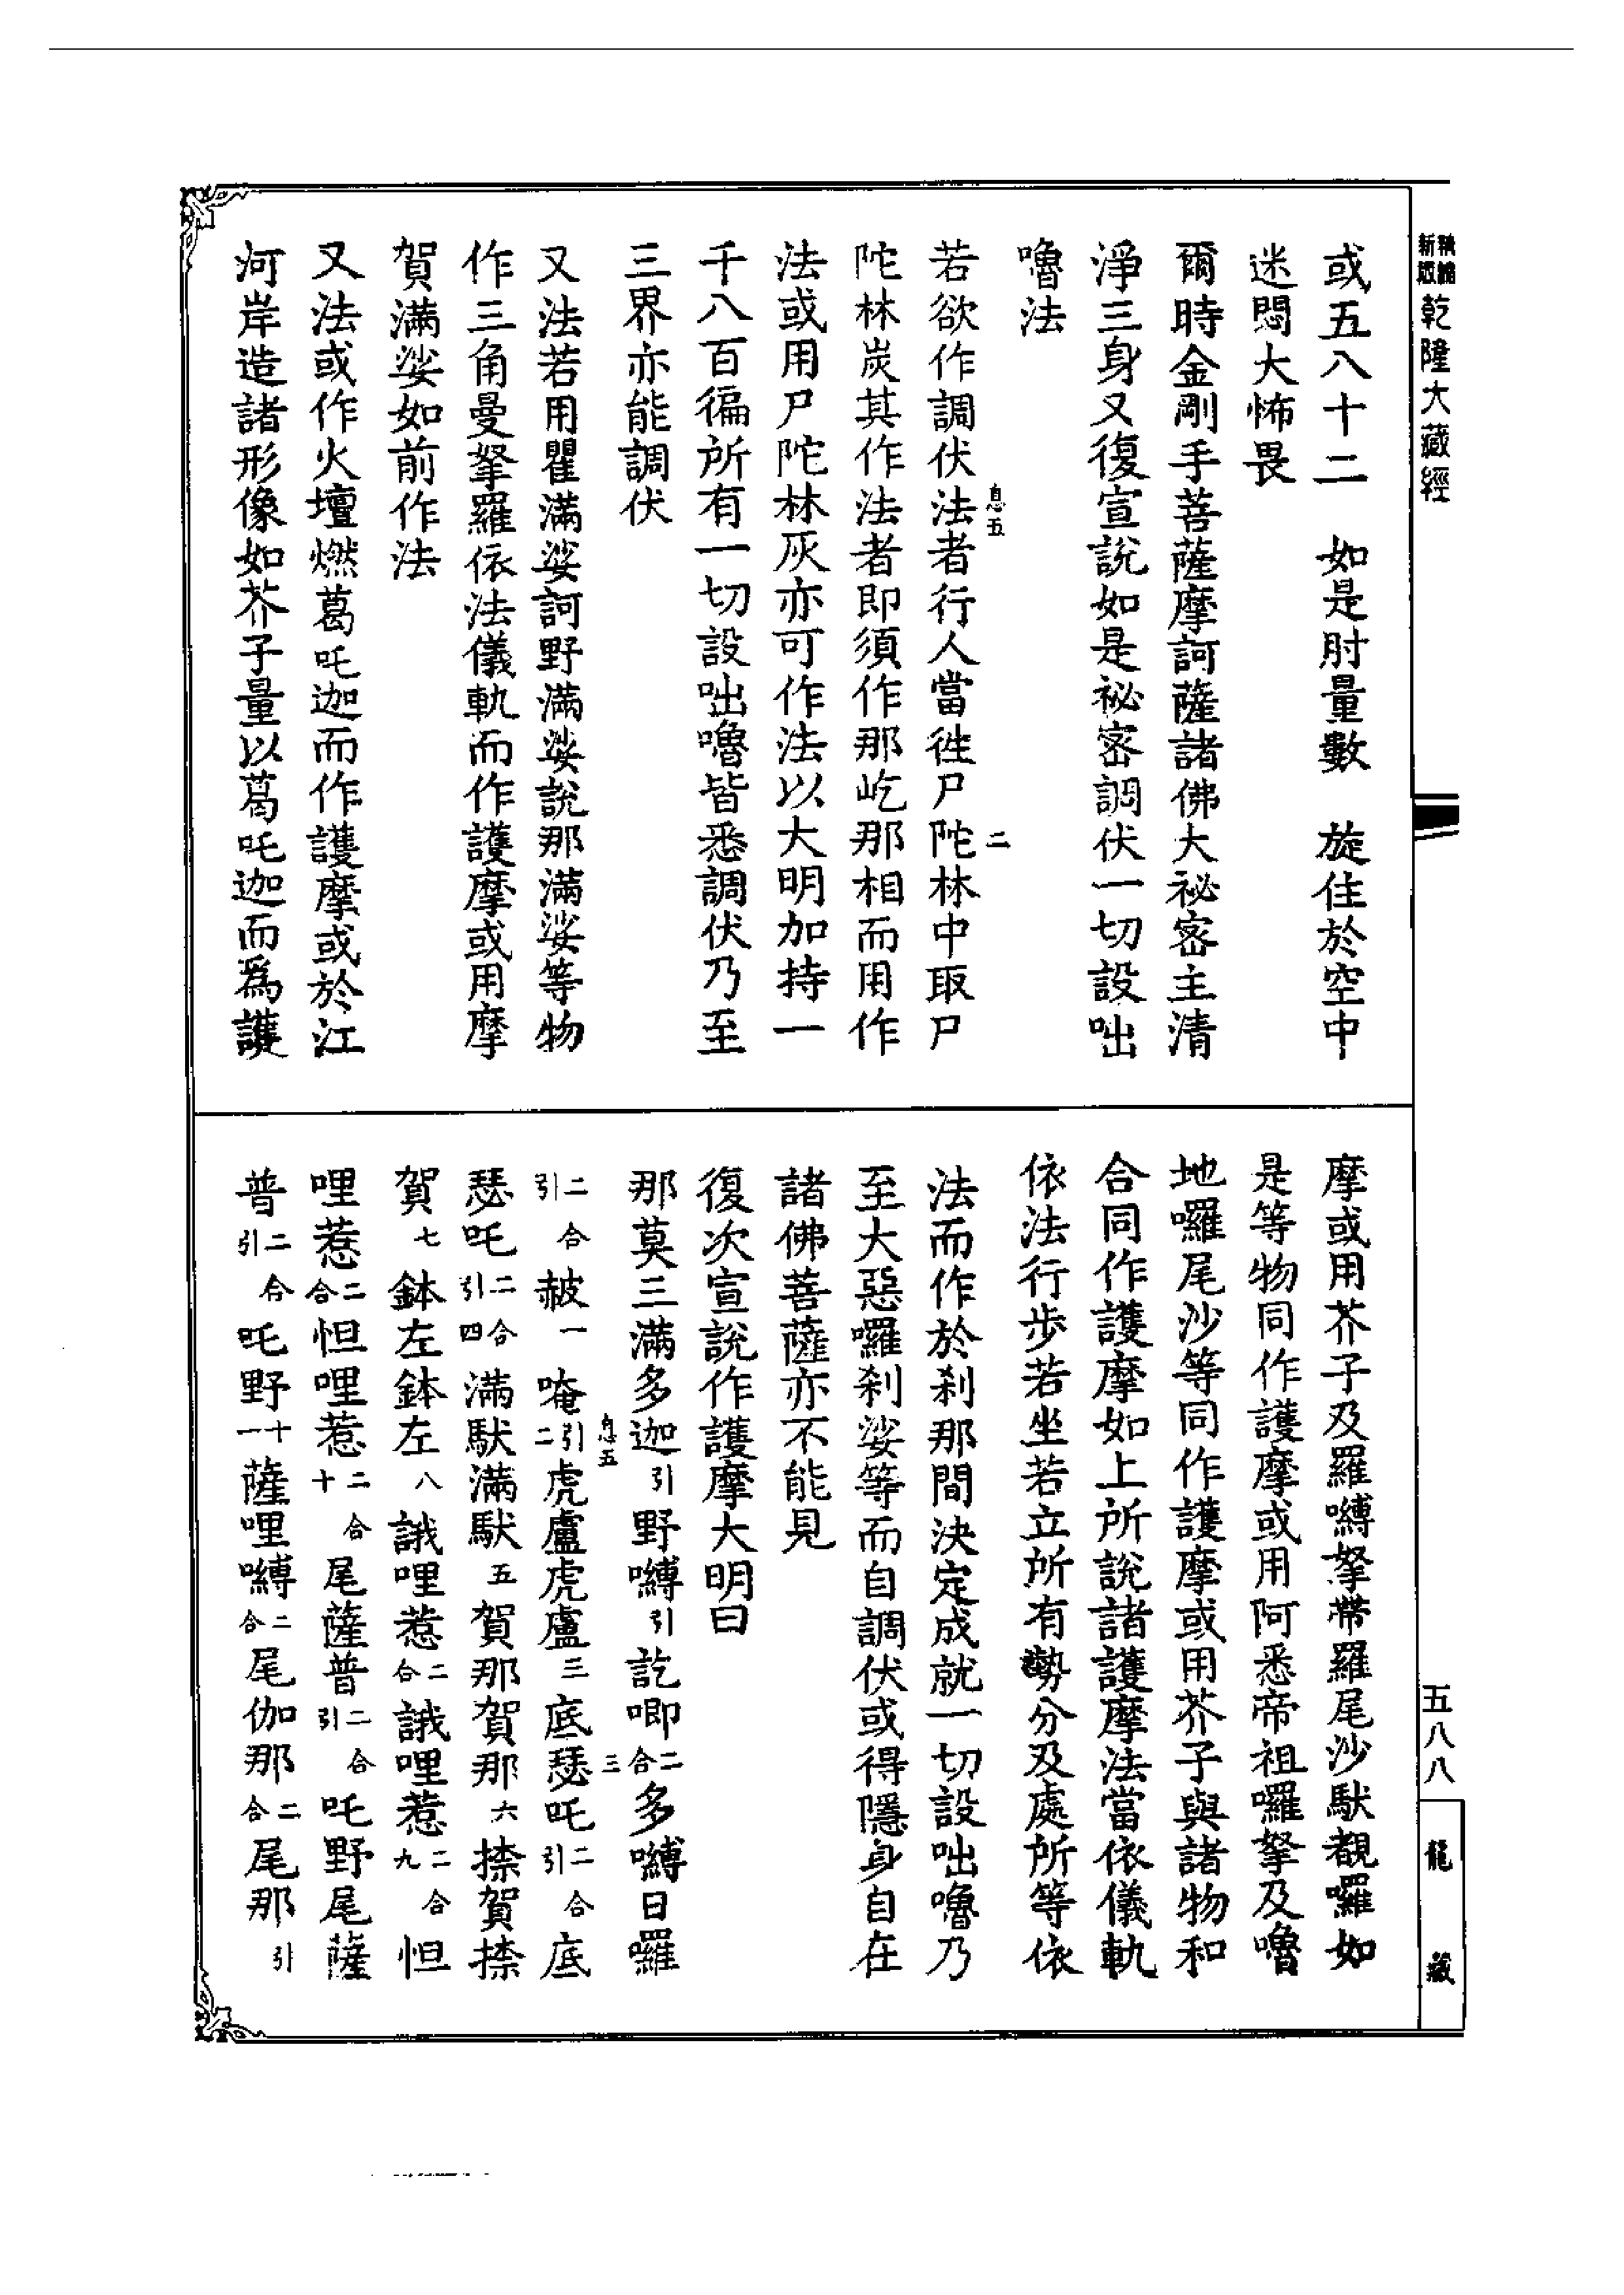 新編縮版乾隆大藏經
或五八十二　如是肘量數　旋住於空中
迷悶大怖畏
爾時金剛手菩薩摩訶薩諸佛大祕密主清
淨三身又復宣說如是祕密調伏一切設咄
嚕法
息五　二
若欲作調伏法者行人當往尸陀林中取尸
陀林炭其作法者即須作那屹那相而用作
法或用尸陀林灰亦可作法以大明加持一
千八百徧所有一切設咄嚕皆悉調伏乃至
三界亦能調伏
又法若用瞿滿娑訶野滿娑說那滿娑等物
作三角曼拏羅依法儀軌而作護摩或用摩
賀滿娑如前作法
又法或作火壇燃葛吒迦而作護摩或於江
河岸造諸形像如芥子量以葛吒迦而為護
摩或用芥子及羅嚩拏帶羅尾沙馱覩囉如
是等物同作護摩或用阿悉帝祖囉拏及嚕
地囉尾沙等同作護摩或用芥子與諸物和
合同作護摩如上所說諸護摩法當依儀軌
依法行步若坐若立所有勢分及處所等依
法而作於剎那間決定成就一切設咄嚕乃
至大惡囉剎娑等而自調伏或得隱身自在
諸佛菩薩亦不能見
復次宣說作護摩大明曰
那莫三滿多迦引野嚩引訖唧二合多嚩日囉
息五　三
二合引赦一唵引二虎盧虎盧三底瑟吒二合引底
瑟吒二合引四滿馱滿馱五賀那賀那六捺賀捺
賀七鉢左鉢左八誐哩惹二合誐哩惹二合九怛
哩惹二合怛哩惹二合十尾薩普二合引吒野尾薩
普二合引吒野十一薩哩嚩二合尾伽那二合尾那引
五八八
龍藏